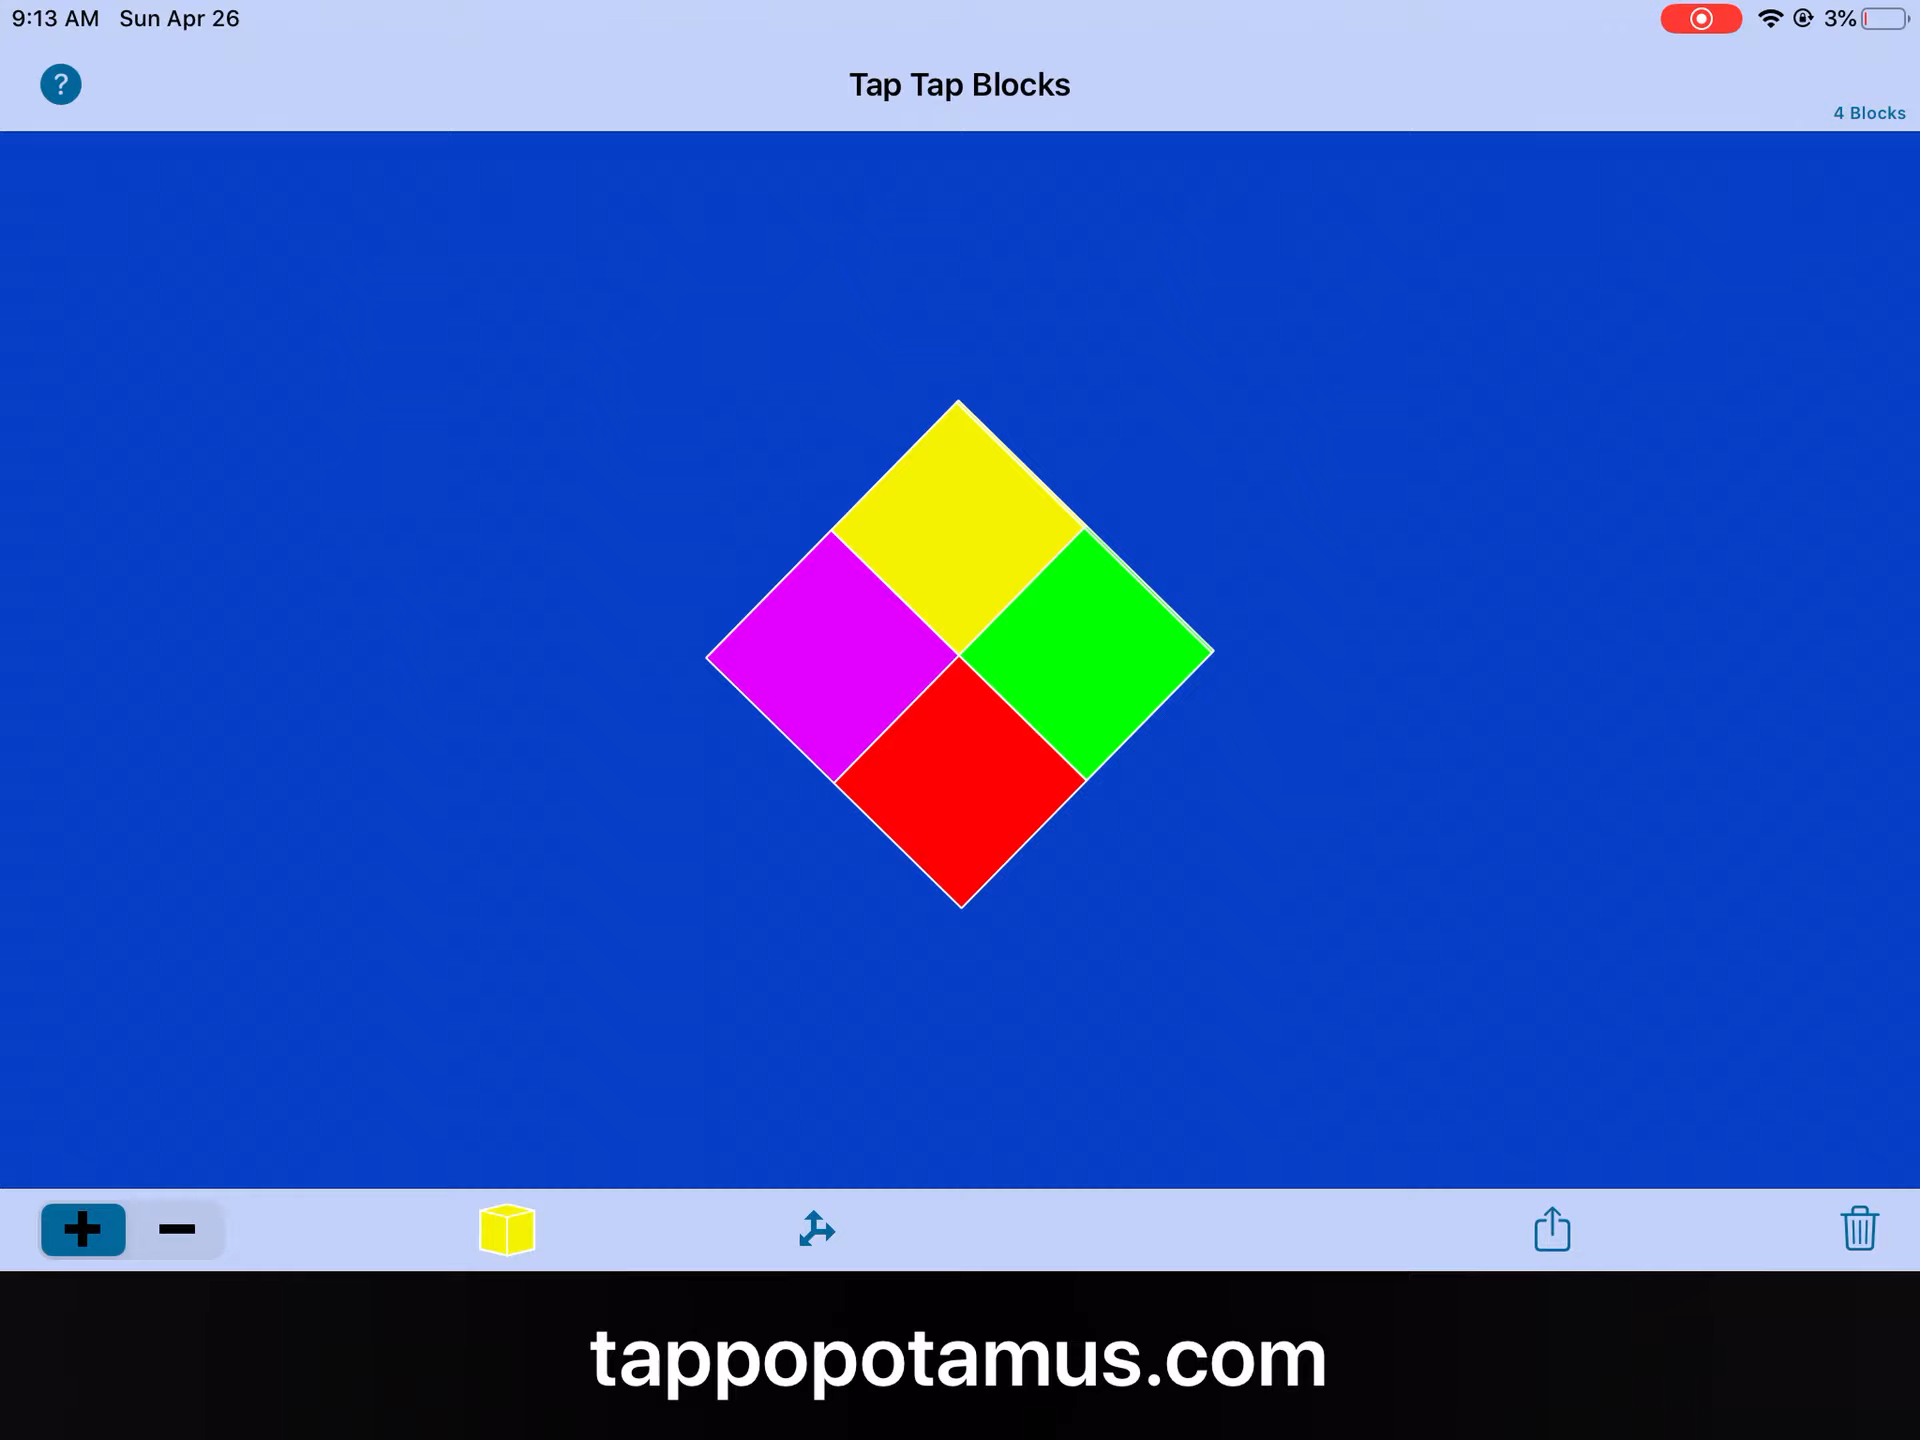 9:13 AM Sun Apr 26
3%
?
Tap Tap Blocks
4 Blocks
tappopotamus.com